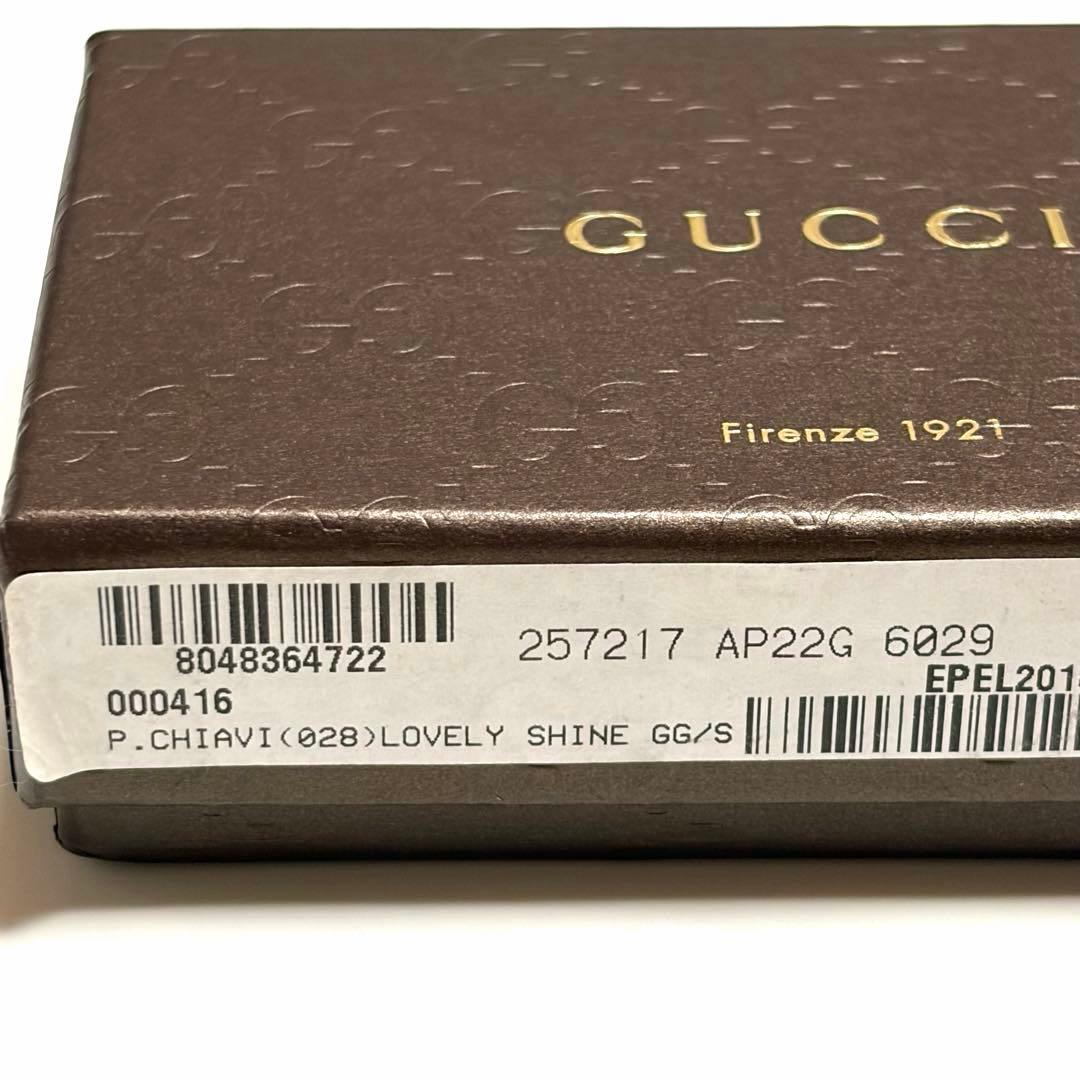 GUCCI
Firenze 1921
8048364722
257217 AP22G 6029
000416
P.CHIAVI(028)LOVELY SHINE GG/S